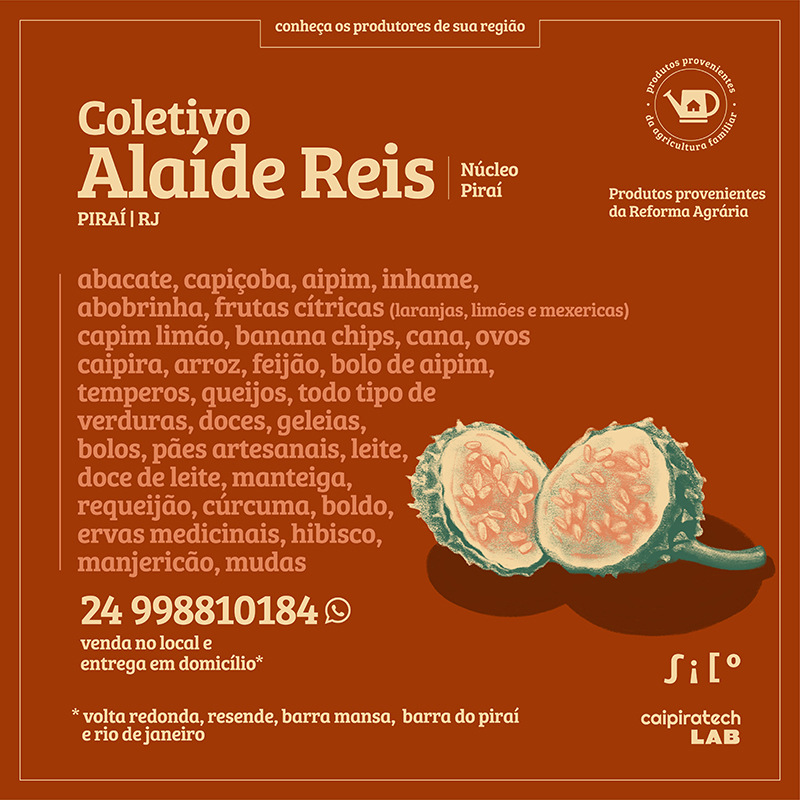 conheça os produtores de sua região
produtos provenientes
da agricultura familiar
Coletivo
Alaíde Reis
Núcleo
Piraí
PIRAÍ | RJ
Produtos provenientes
da Reforma Agrária
abacate, capiçoba, aipim, inhame,
abobrinha, frutas cítricas (laranjas, limões e mexericas)
capim limão, banana chips, cana, ovos
caipira, arroz, feijão, bolo de aipim,
temperos, queijos, todo tipo de
verduras, doces, geleias,
bolos, pães artesanais, leite,
doce de leite, manteiga,
requeijão, cúrcuma, boldo,
ervas medicinais, hibisco,
manjericão, mudas
24 998810184
venda no local e
entrega em domicílio*
silo
* volta redonda, resende, barra mansa, barra do piraí
e rio de janeiro
caipiratech
LAB